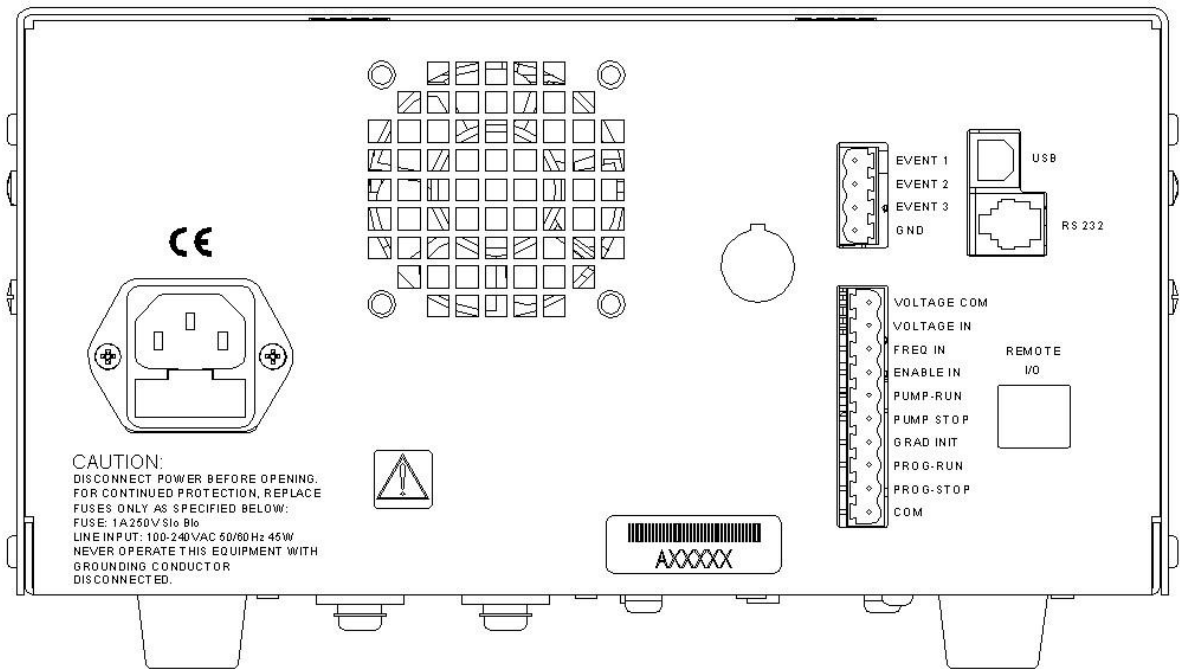 EVENT 1
EVENT 2
EVENT 3
GND
USB
RS 232
CE
VOLTAGE COM
VOLTAGE IN
FREQ IN
ENABLE IN
PUMP-RUN
PUMP STOP
GRAD INIT
PROG-RUN
PROG-STOP
COM
REMOTE
I/O
CAUTION:
DISCONNECT POWER BEFORE OPENING.
FOR CONTINUED PROTECTION, REPLACE
FUSES ONLY AS SPECIFIED BELOW:
FUSE: 1A250V Slo Blo
LINE INPUT: 100-240VAC 50/60Hz 45W
NEVER OPERATE THIS EQUIPMENT WITH
GROUNDING CONDUCTOR
DISCONNECTED.
AXXXXXX